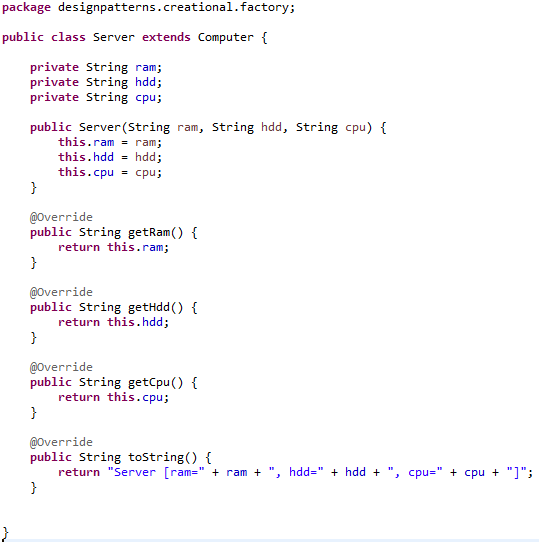 package designpatterns.creational.factory;
public class Server extends Computer {
private String ram;
private String hdd;
private String cpu;
public Server(String ram, String hdd, String cpu) {
this.ram = ram;
this.hdd = hdd;
this.cpu = cpu;
}
@Override
public String getRam() {
return this.ram;
}
@Override
public String getHdd() {
return this.hdd;
}
@Override
public String getCpu() {
return this.cpu;
}
@Override
public String toString() {
return "Server [ram=" + ram + ", hdd=" + hdd + ", cpu=" + cpu + "]";
}
}